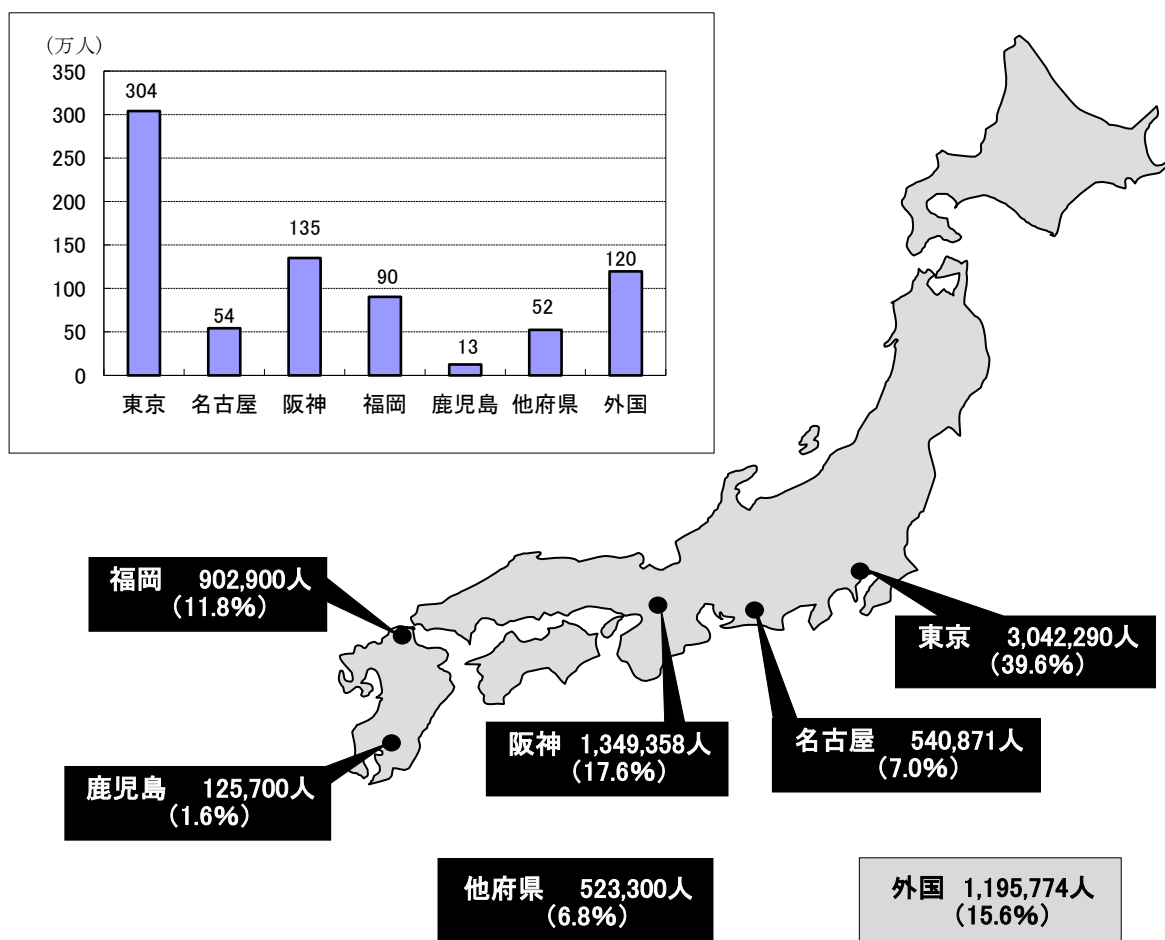 (万人)
350
300
250
200
150
100
50
0
304
54
135
90
13
52
120
東京 名古屋 阪神 福岡 鹿児島 他府県 外国
福岡 902,900人
(11.8%)
東京 3,042,290人
(39.6%)
阪神 1,349,358人
(17.6%)
名古屋 540,871人
(7.0%)
鹿児島 125,700人
(1.6%)
他府県 523,300人
(6.8%)
外国 1,195,774人
(15.6%)